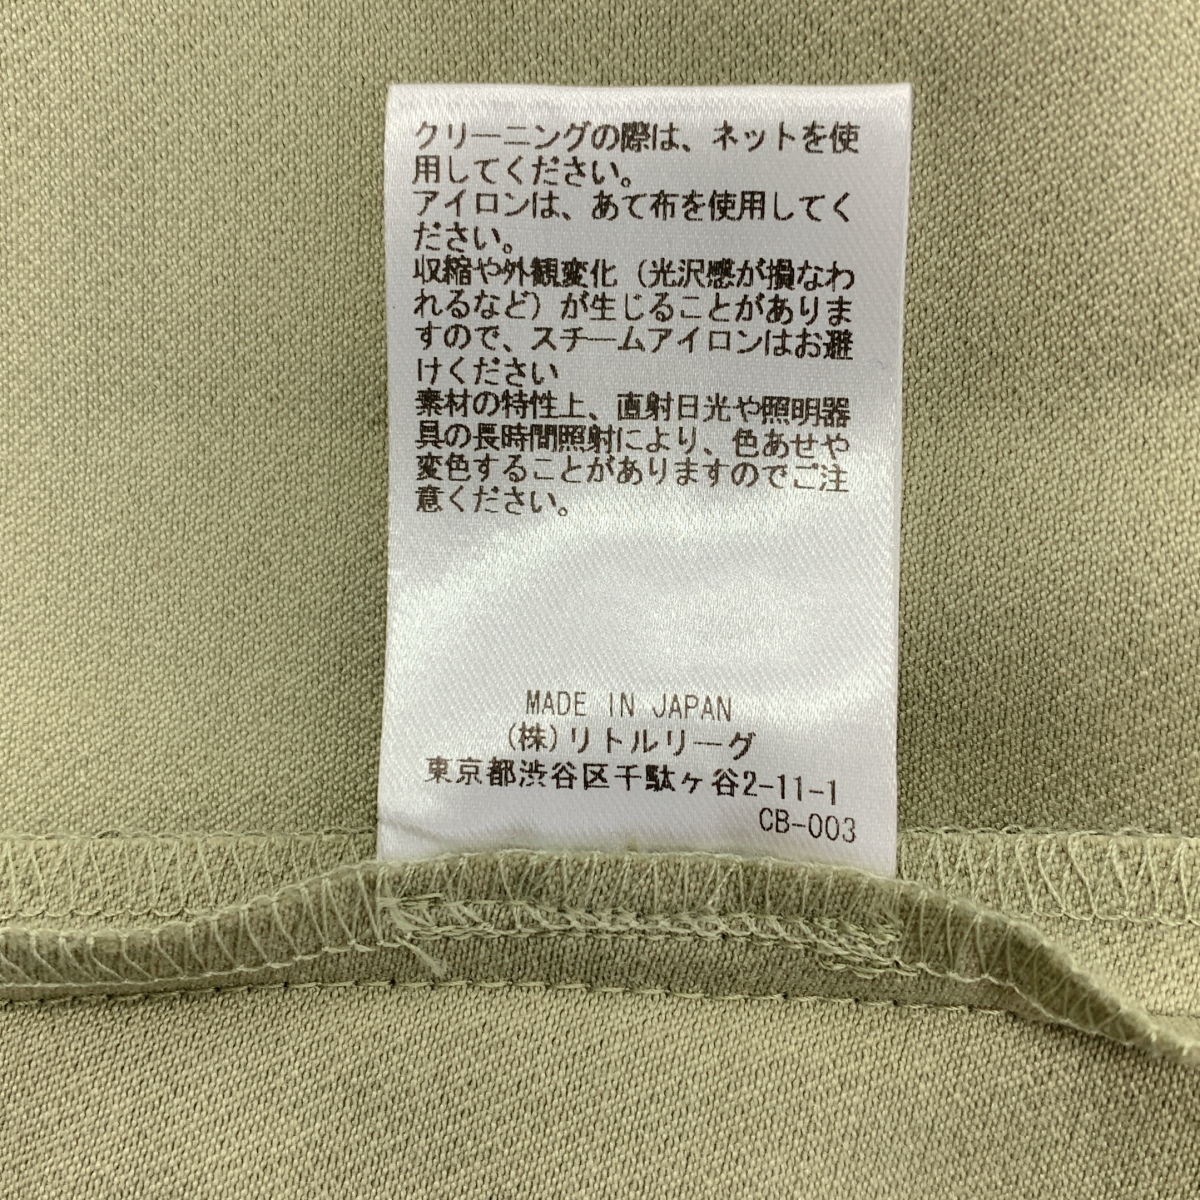 クリーニングの際は、ネットを使
用してください。
アイロンは、あて布を使用してく
ださい。
収縮や外観変化（光沢感が損なわ
れるなど）が生じることがありま
すので、スチームアイロンはお避
けください
素材の特性上、直射日光や照明器
具の長時間照射により、色あせや
変色することがありますのでご注
意ください。
MADE IN JAPAN
(株)リトルリーグ
東京都渋谷区千駄ヶ谷2-11-1
CB-003